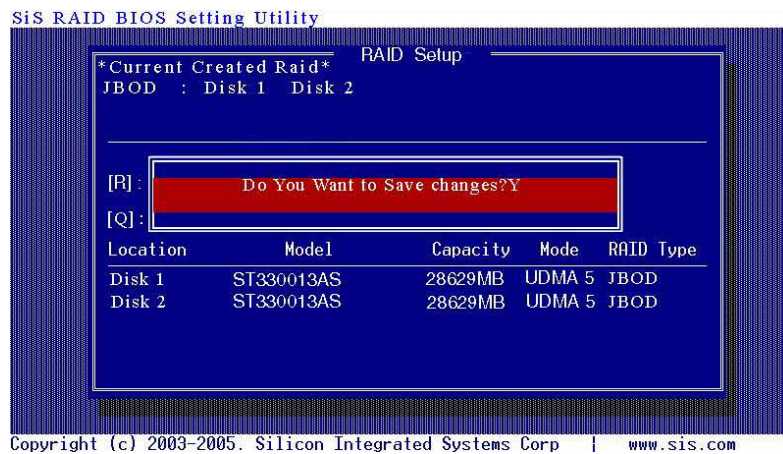 SiS RAID BIOS Setting Utility
RAID Setup
*Current Created Raid*
JBOD : Disk 1 Disk 2
[R] :
Do You Want to Save changes?Y
[Q] :
Location Model Capacity Mode RAID Type
Disk 1 ST330013AS 28629MB UDMA 5 JBOD
Disk 2 ST330013AS 28629MB UDMA 5 JBOD
Copyright (c) 2003-2005. Silicon Integrated Systems Corp | www.sis.com